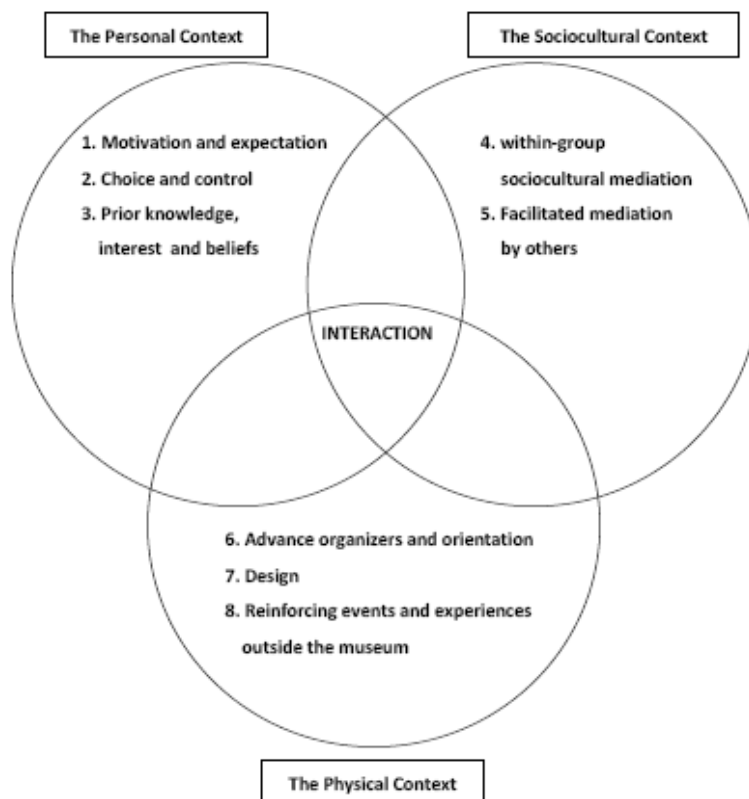 The Personal Context
The Sociocultural Context
1. Motivation and expectation
2. Choice and control
3. Prior knowledge,
interest and beliefs
4. within-group
sociocultural mediation
5. Facilitated mediation
by others
INTERACTION
6. Advance organizers and orientation
7. Design
8. Reinforcing events and experiences
outside the museum
The Physical Context